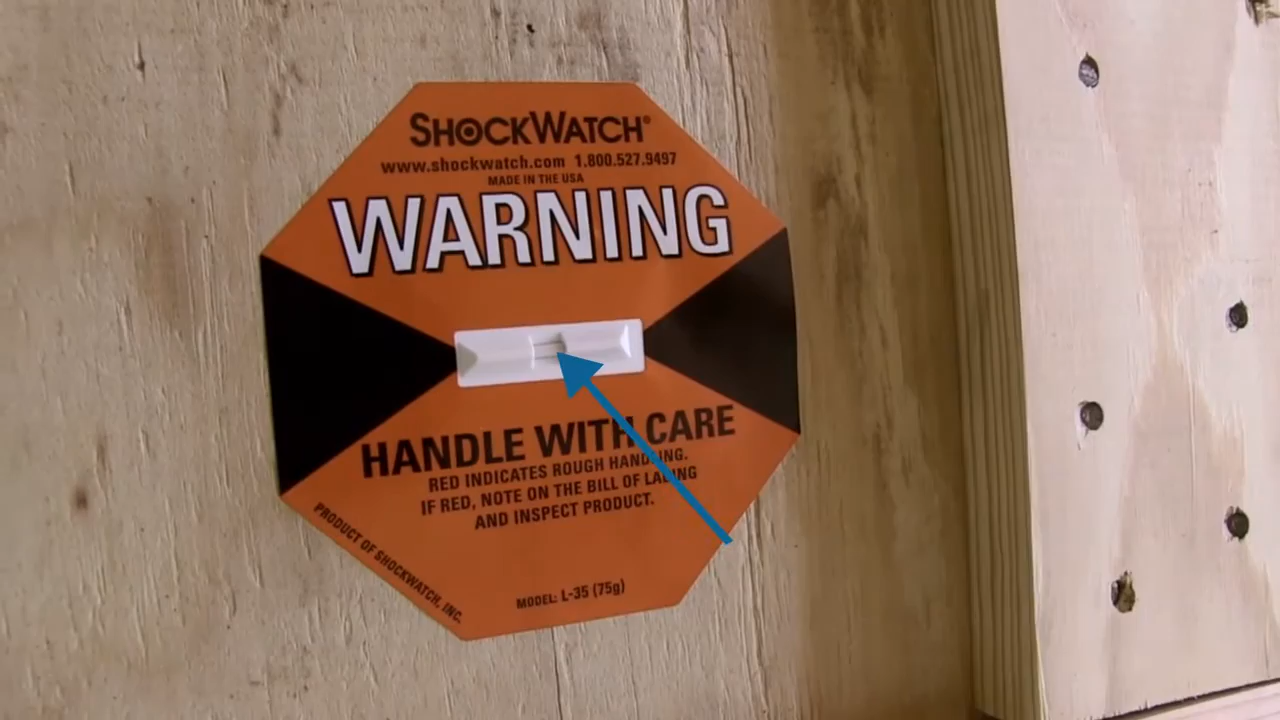 SHOCKWATCH®
www.shockwatch.com 1.800.527.9497
MADE IN THE USA
WARNING
HANDLE WITH CARE
RED INDICATES ROUGH HANDLING.
IF RED, NOTE ON THE BILL OF LADING
AND INSPECT PRODUCT.
PRODUCT OF SHOCKWATCH, INC.
MODEL: L-35 (75g)